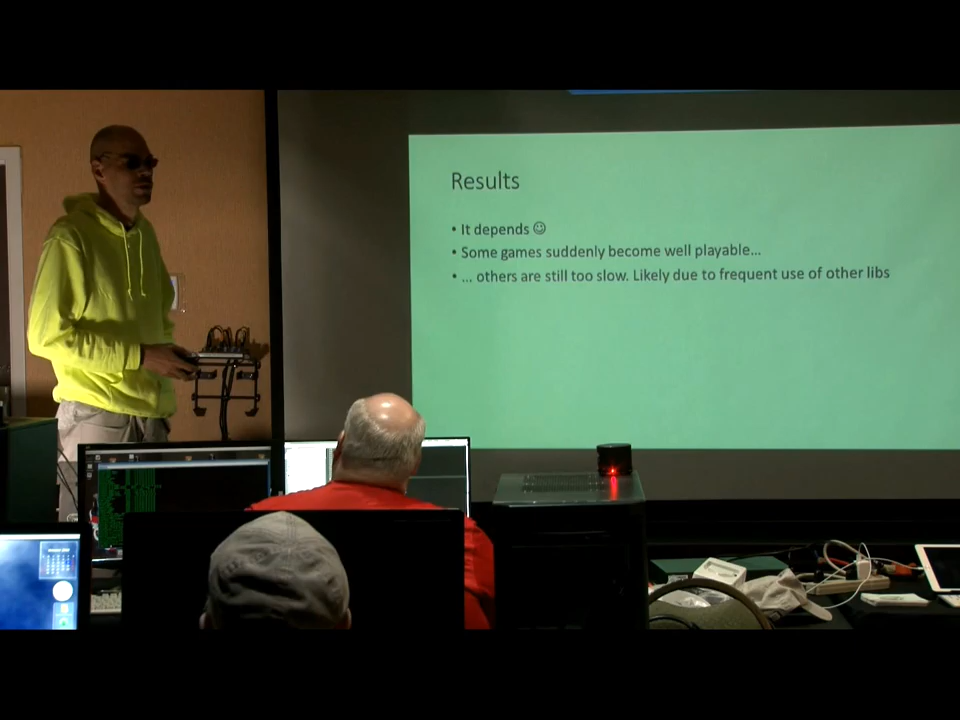 Results
• It depends ☺
• Some games suddenly become well playable…
• … others are still too slow. Likely due to frequent use of other libs